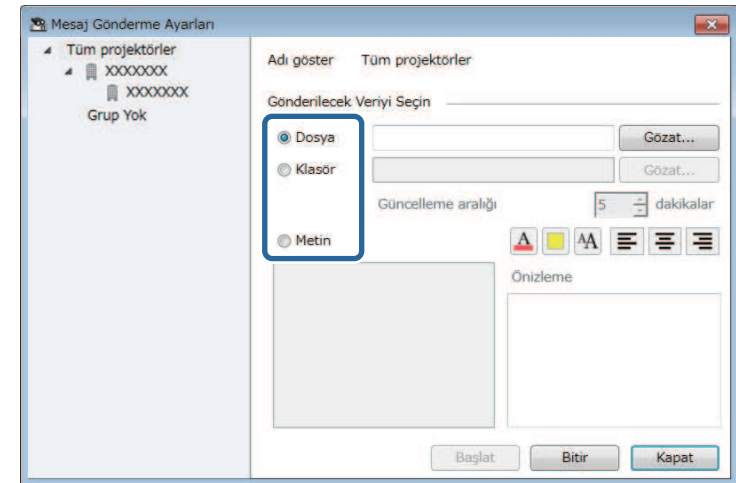 Mesaj Gönderme Ayarları
Tüm projektörler
XXXXXXX
XXXXXXX
Grup Yok
Adı göster Tüm projektörler
Gönderilecek Veriyi Seçin
Dosya Gözat...
Klasör Gözat...
Güncelleme aralığı 5 dakikalar
Metin A AA
Önizleme
Başlat Bitir Kapat